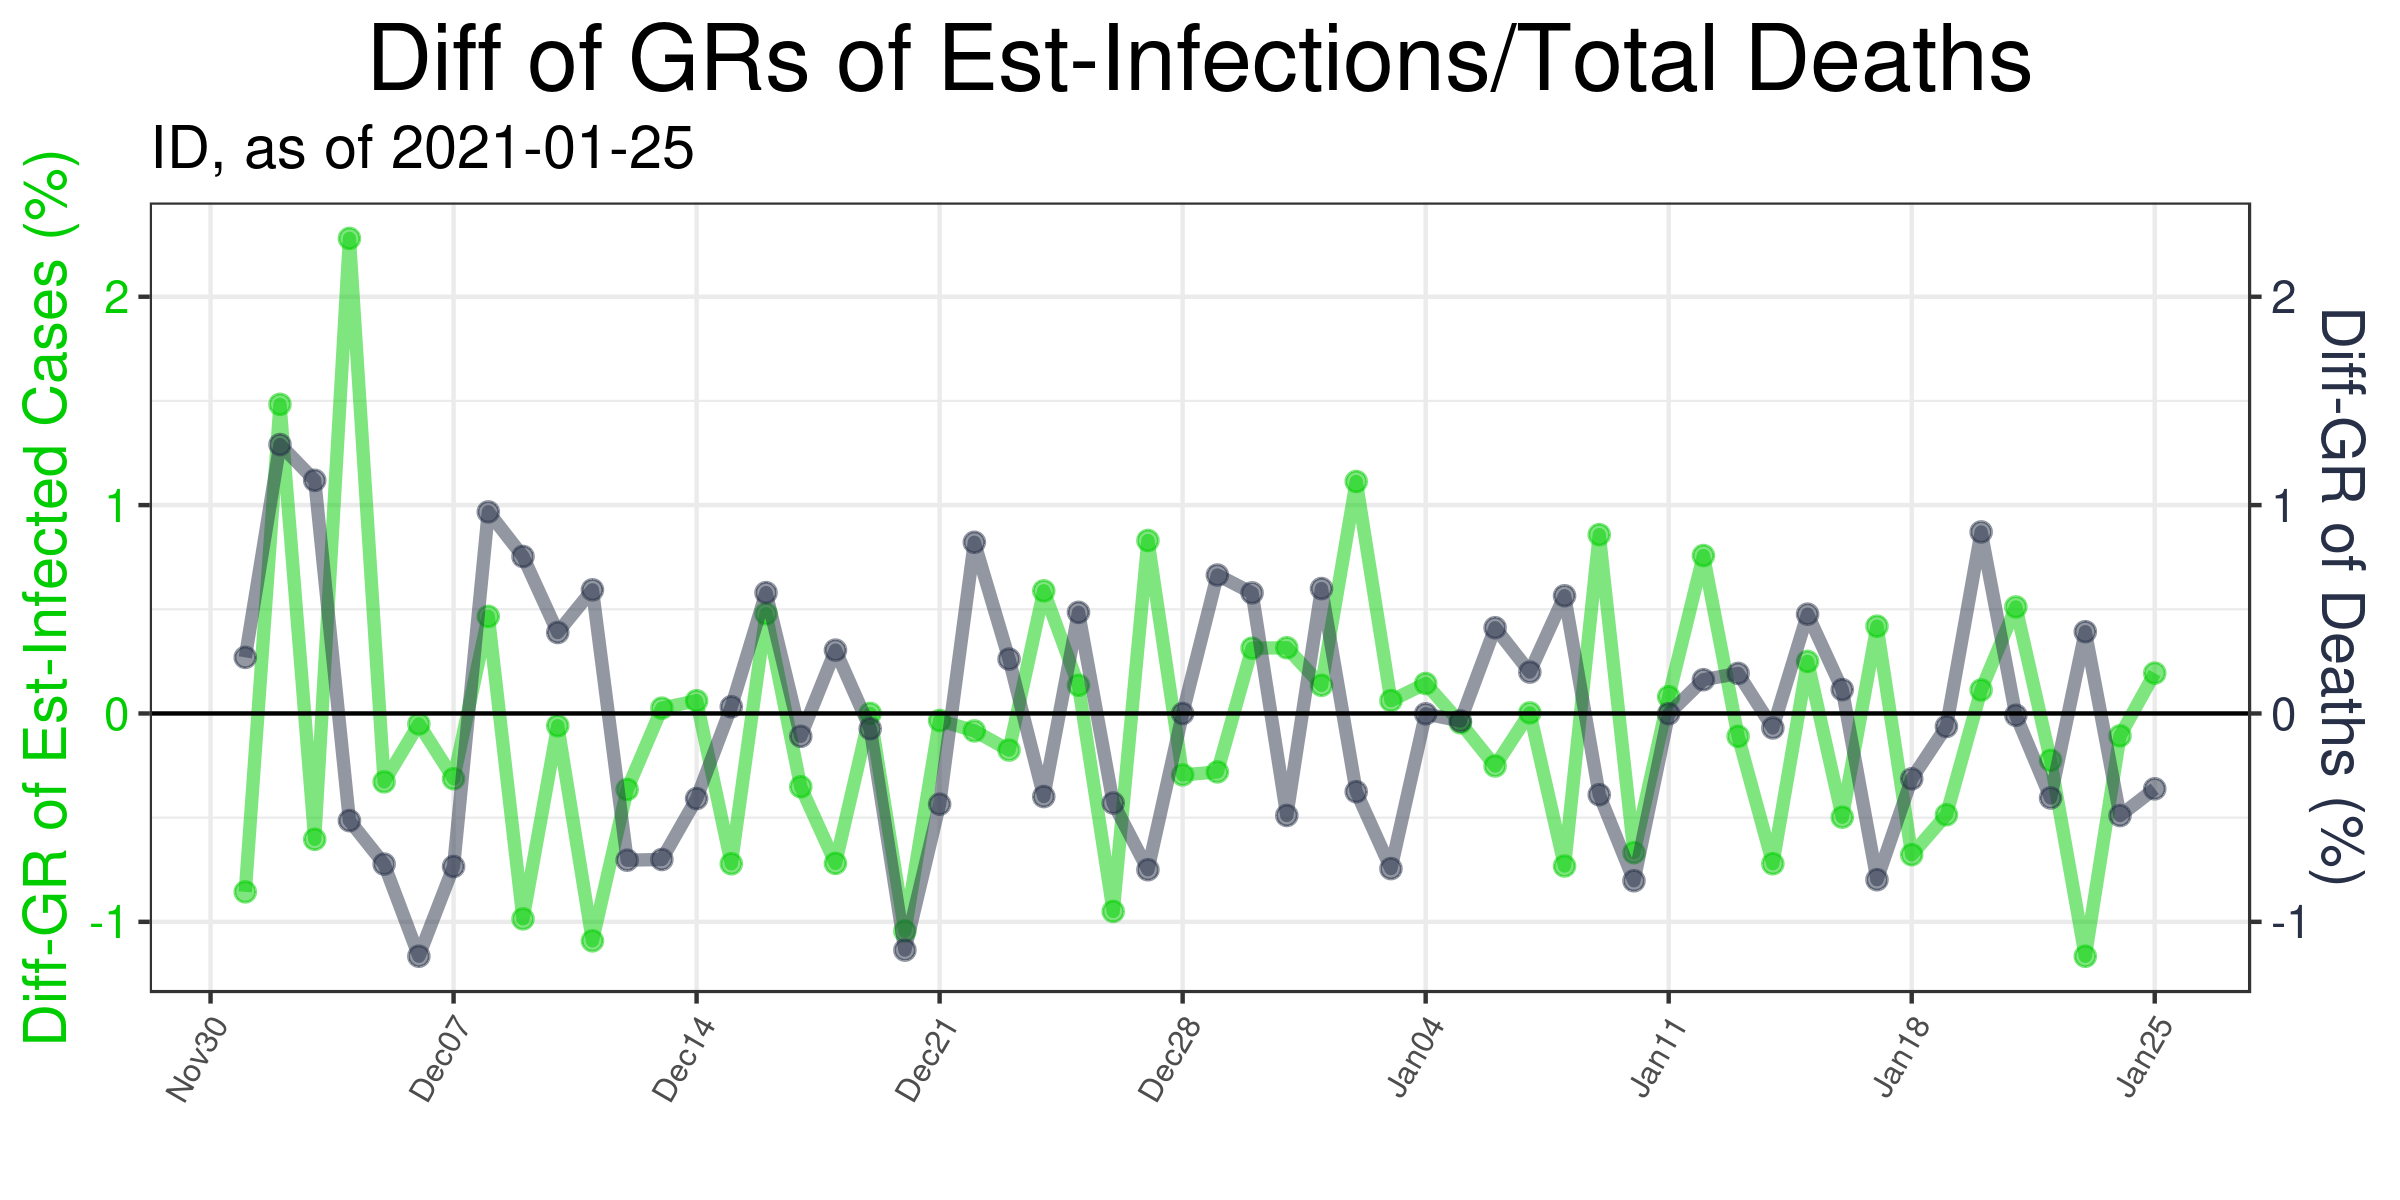 Diff of GRs of Est-Infections/Total Deaths
ID, as of 2021-01-25
Diff-GR of Est-Infected Cases (%)
2
1
0
-1
2
1
0
-1
Diff-GR of Deaths (%)
Nov30
Dec07
Dec14
Dec21
Dec28
Jan04
Jan11
Jan18
Jan25